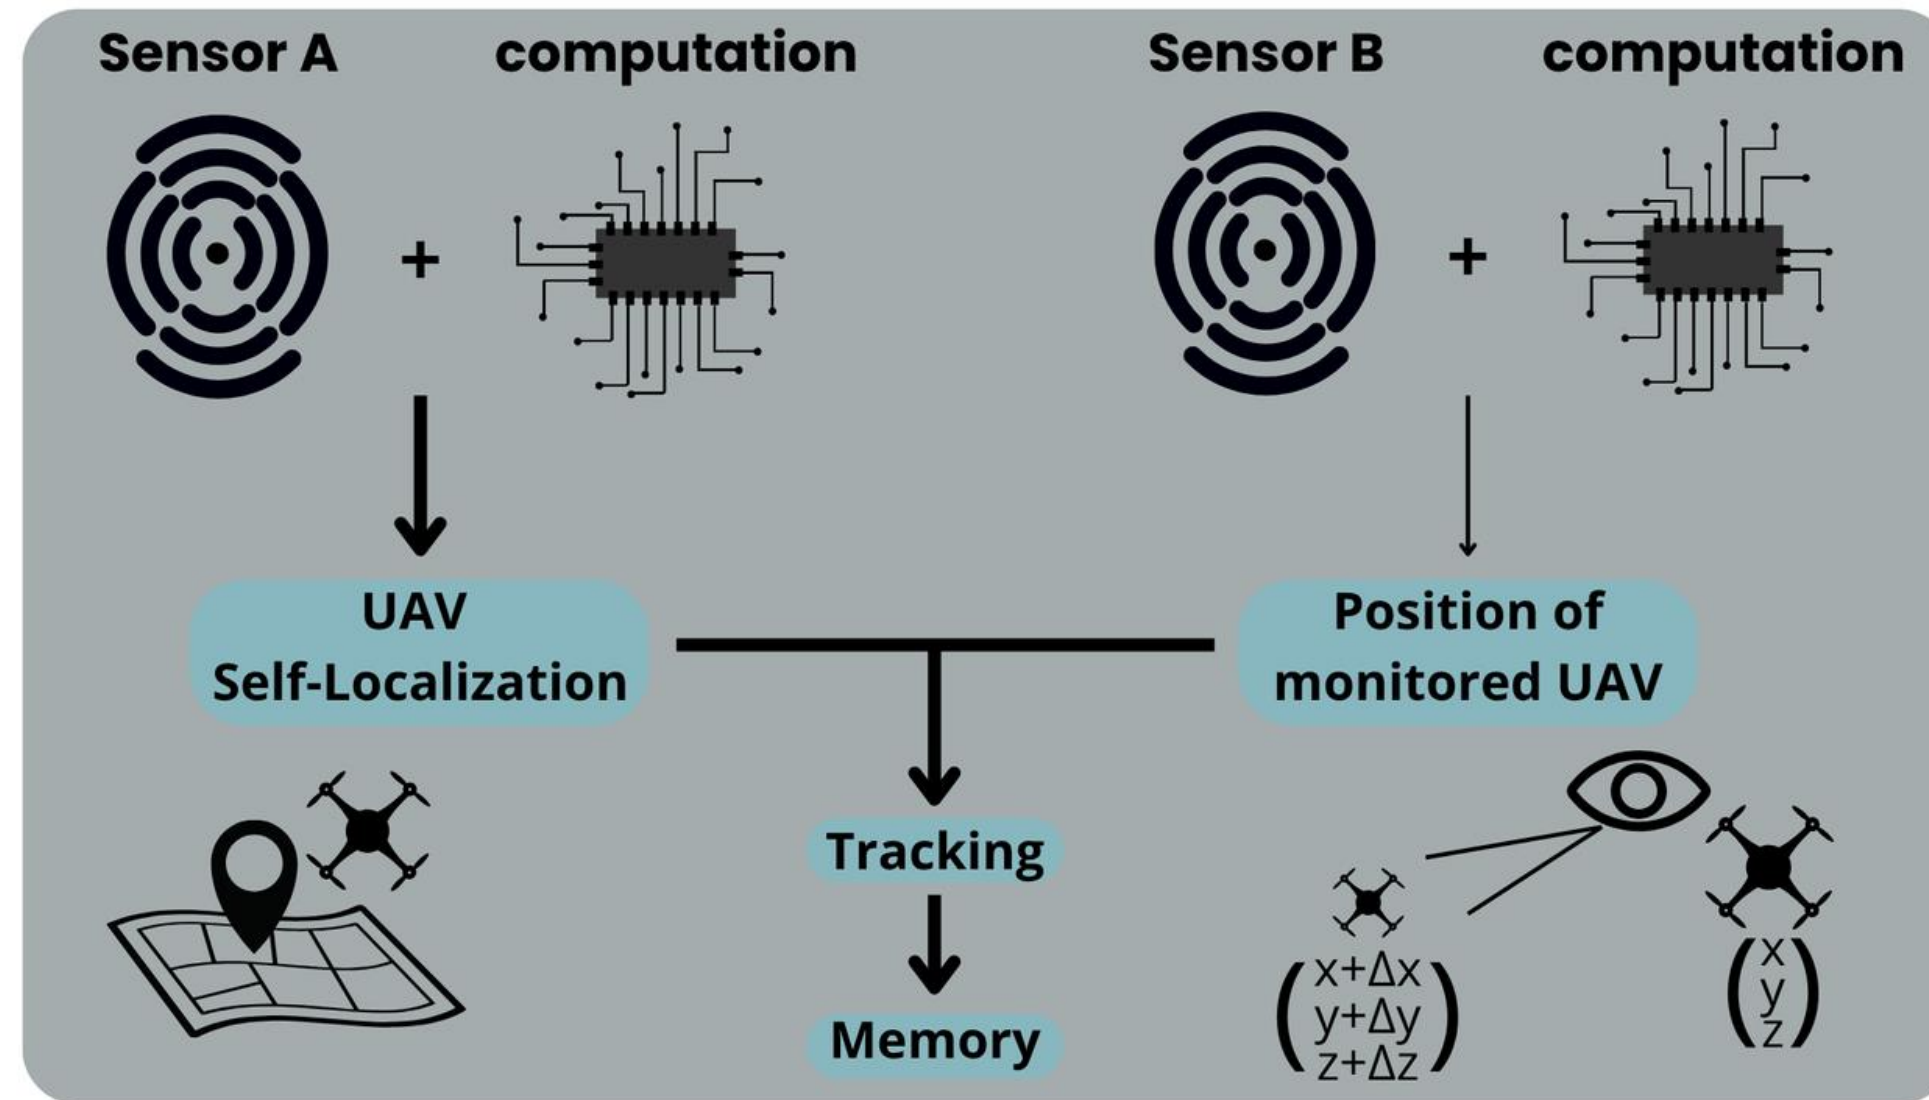 Sensor A
computation
Sensor B
computation
+
+
UAV
Self-Localization
Position of
monitored UAV
Tracking
Memory
x+Δx
y+Δy
z+Δz
x
y
z